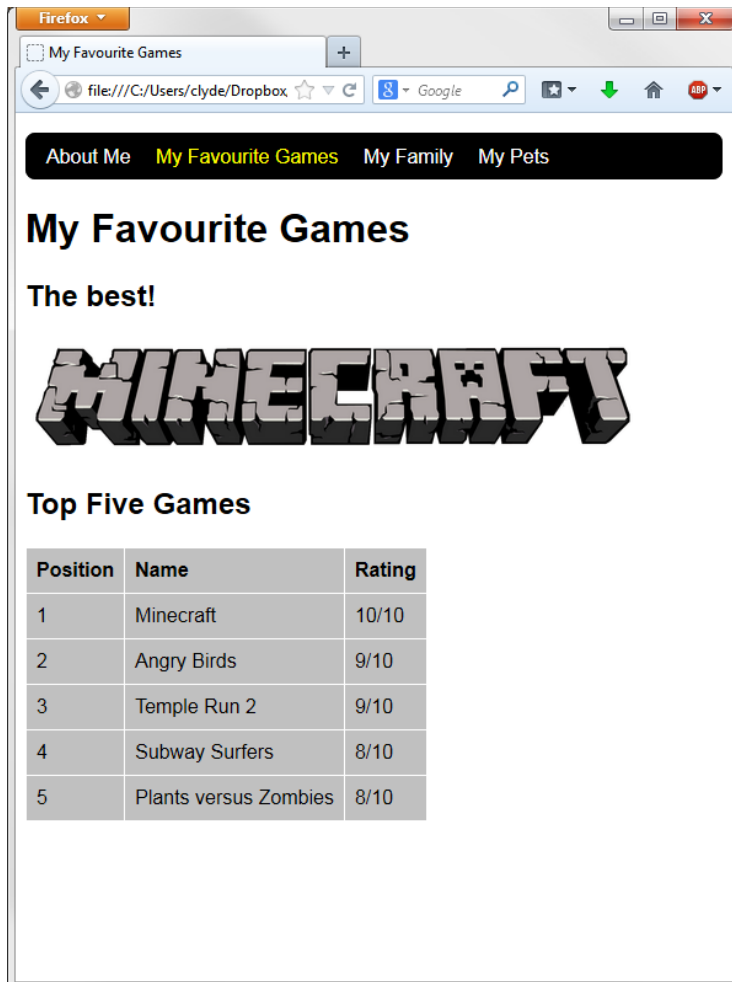 Firefox
My Favourite Games
file:///C:/Users/clyde/Dropbox, 8 Google ABP
About Me My Favourite Games My Family My Pets
My Favourite Games
The best!
MINECRAFT
Top Five Games
Position Name Rating
1 Minecraft 10/10
2 Angry Birds 9/10
3 Temple Run 2 9/10
4 Subway Surfers 8/10
5 Plants versus Zombies 8/10